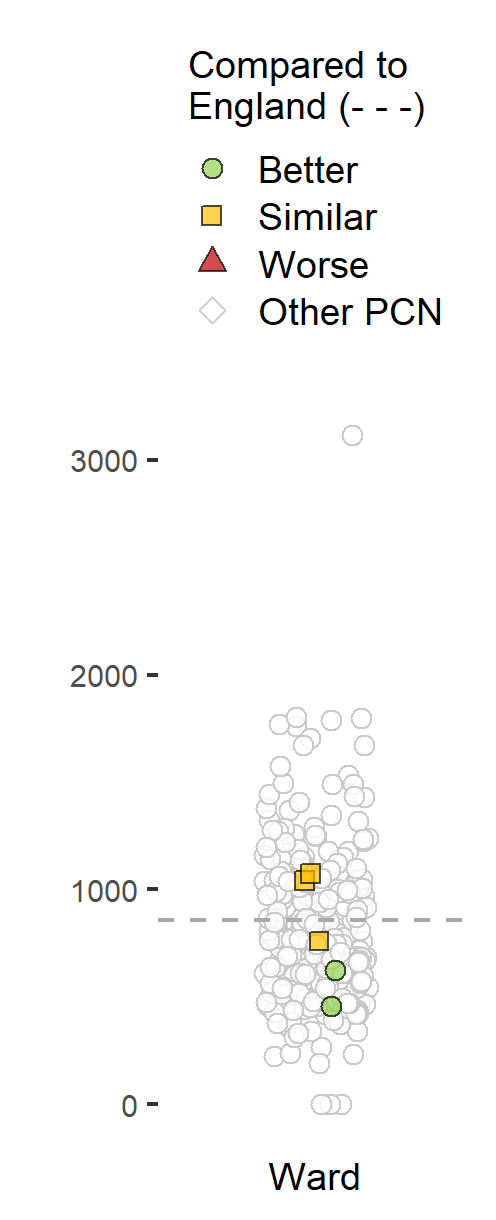 Compared to
England (- - -)
Better
Similar
Worse
Other PCN
3000
2000
1000
0
Ward